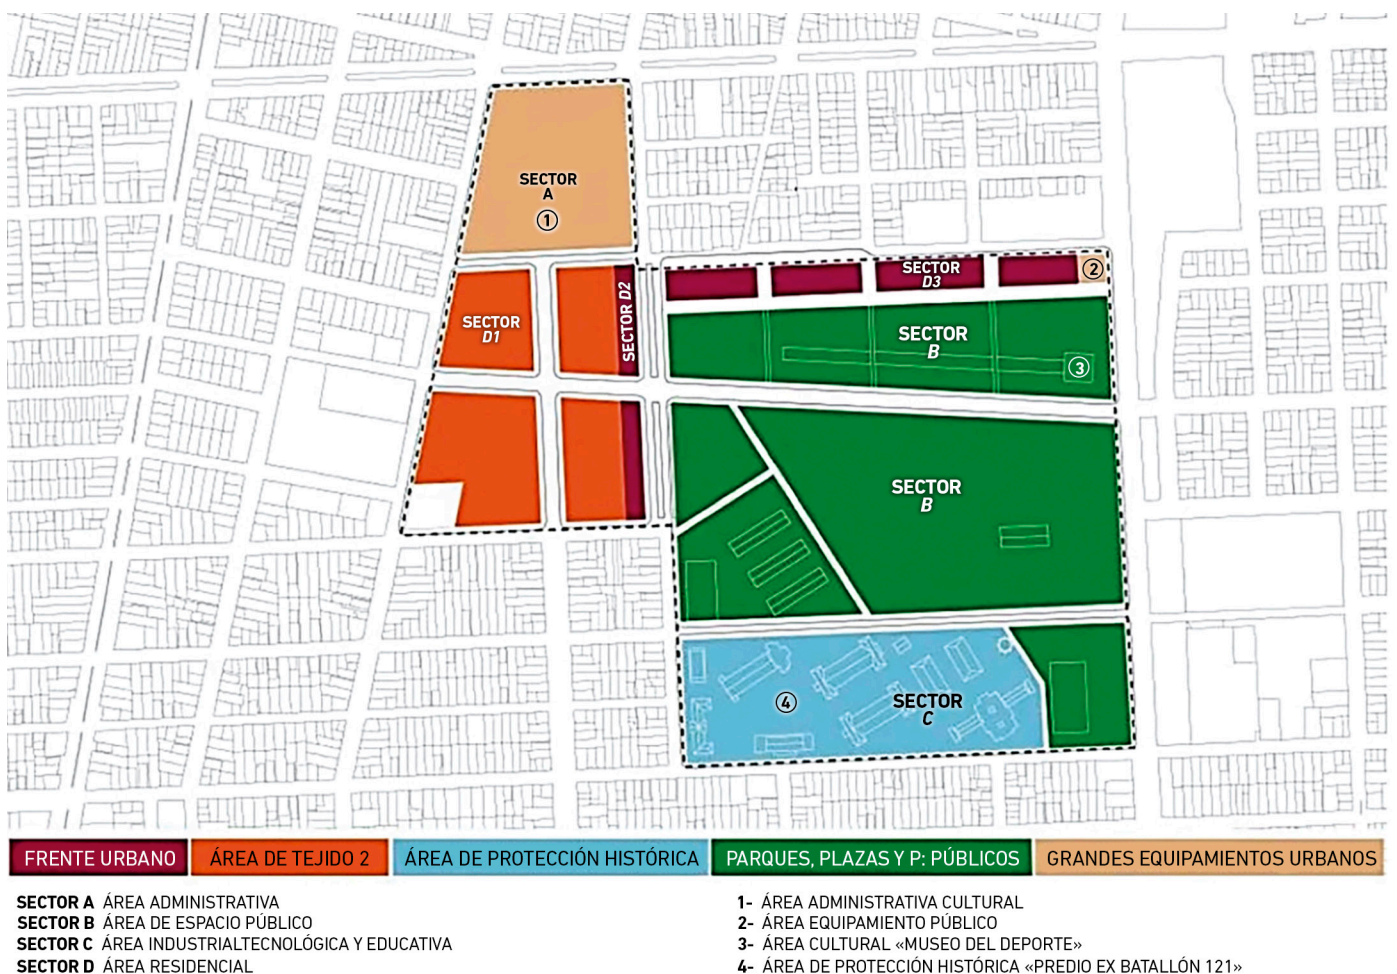 SECTOR
A
1
SECTOR
D1
SECTOR D2
SECTOR
D3
2
SECTOR
B
3
SECTOR
B
4
SECTOR
C
FRENTE URBANO
ÁREA DE TEJIDO 2
ÁREA DE PROTECCIÓN HISTÓRICA
PARQUES, PLAZAS Y P: PÚBLICOS
GRANDES EQUIPAMIENTOS URBANOS
SECTOR A ÁREA ADMINISTRATIVA
SECTOR B ÁREA DE ESPACIO PÚBLICO
SECTOR C ÁREA INDUSTRIALTECNOLÓGICA Y EDUCATIVA
SECTOR D ÁREA RESIDENCIAL
1- ÁREA ADMINISTRATIVA CULTURAL
2- ÁREA EQUIPAMIENTO PÚBLICO
3- ÁREA CULTURAL «MUSEO DEL DEPORTE»
4- ÁREA DE PROTECCIÓN HISTÓRICA «PREDIO EX BATALLÓN 121»